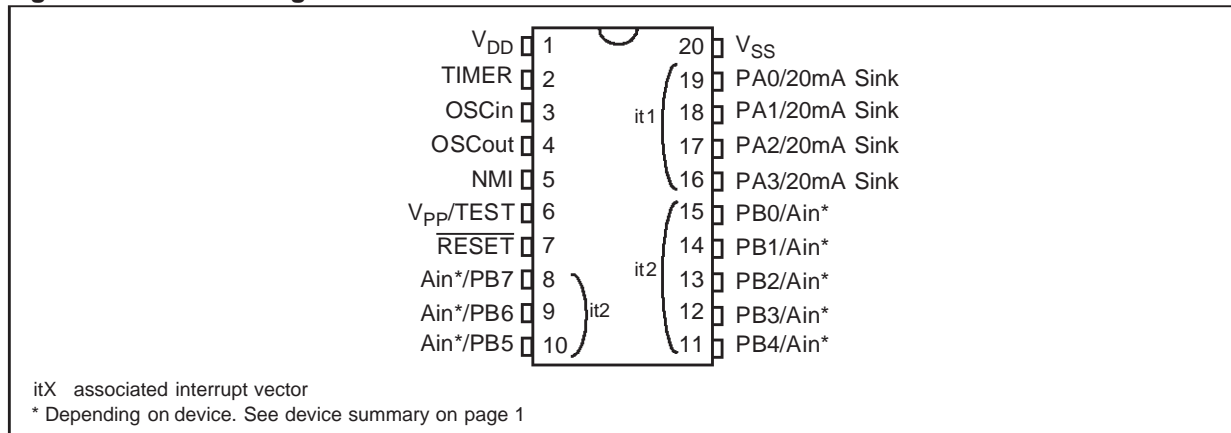 V_DD 1 20 V_SS
TIMER 2 19 PA0/20mA Sink
OSCin 3 it1 18 PA1/20mA Sink
OSCout 4 17 PA2/20mA Sink
NMI 5 16 PA3/20mA Sink
V_PP/TEST 6 15 PB0/Ain*
RESET 7 14 PB1/Ain*
Ain*/PB7 8 it2 13 PB2/Ain*
Ain*/PB6 9 it2 12 PB3/Ain*
Ain*/PB5 10 11 PB4/Ain*
itX associated interrupt vector
* Depending on device. See device summary on page 1